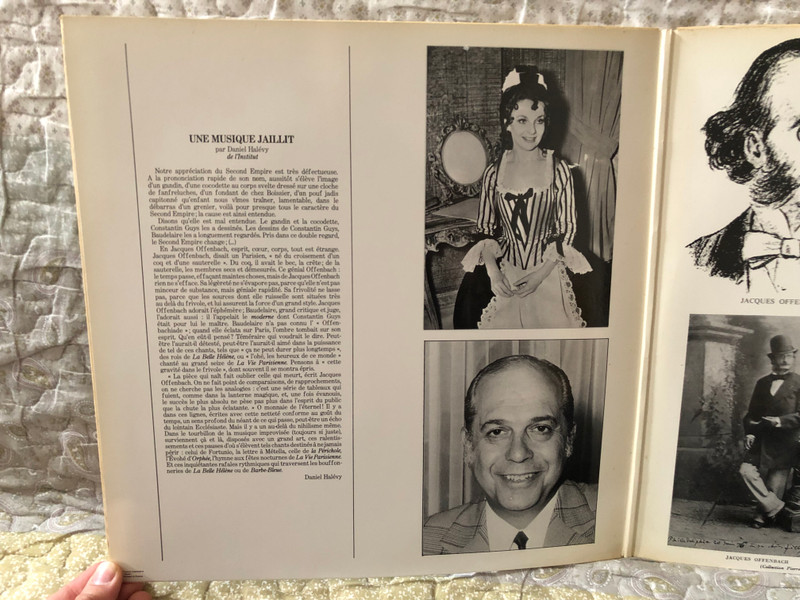 UNE MUSIQUE JAILLIT
par Daniel Halévy
de l'Institut
Notre appréciation du Second Empire est très défectueuse.
A la prononciation rapide de son nom, aussitôt s'élève l'image
d'un gandin, d'une cocodette au corps svelte dressé sur une cloche
de fanfreluches, d'un fondant de chez Boissier, d'un pouf jadis
capitonné qu'enfant nous vîmes traîner, lamentable, dans le
débarras d'un grenier, voilà pour presque tous le caractère du
Second Empire ; la cause est ainsi entendue.
Disons qu'elle est mal entendue. Le gandin et la cocodette,
Constantin Guys les a dessinés. Les dessins de Constantin Guys,
Baudelaire les a longuement regardés. Pris dans ce double regard,
le Second Empire change ; (...)
En Jacques Offenbach, esprit, cœur, corps, tout est étrange.
Jacques Offenbach, disait un Parisien, « né du croisement d'un
coq et d'une sauterelle ». Du coq, il avait le bec, la crête; de la
sauterelle, les membres secs et démesurés. Ce génial Offenbach :
le temps passe, effaçant maintes choses, mais de Jacques Offenbach
rien ne s'efface. Sa légèreté ne s'évapore pas, parce qu'elle n'est pas
minceur de substance, mais géniale rapidité. Sa frivolité ne lasse
pas, parce que les sources dont elle ruisselle sont situées très
au delà du frivole, et lui assurent la force d'un grand style. Jacques
Offenbach adorait l'éphémère ; Baudelaire, grand critique et juge,
l'adorait aussi : il l'appelait le moderne dont Constantin Guys
était pour lui le maître. Baudelaire n'a pas connu l' « Offen-
bachiade » ; quand elle éclata sur Paris, l'ombre tombait sur son
esprit. Qu'en eût-il pensé ? Téméraire qui voudrait le dire. Peut-
être l'aurait-il détesté, peut-être l'aurait-il aimé dans la puissance
de tel de ces chants, tels que « ça ne peut durer plus longtemps »,
des rois de La Belle Hélène, ou « l'obé, les heureux de ce monde »
chanté au grand seize de La Vie Parisienne. Pensons à « cette
gravité dans le frivole », dont souvent il se montra épris.
« La pièce qui naît fait oublier celle qui meurt, écrit Jacques
Offenbach. On ne fait point de comparaisons, de rapprochements,
on ne cherche pas les analogies : c'est une série de tableaux qui
fuient, comme dans la lanterne magique, et, une fois évanouis,
le succès le plus absolu ne pèse pas plus dans l'esprit du public
que la chute la plus éclatante. » O monnaie de l'éternel ! Il y a
dans ces lignes, écrites avec cette netteté conforme au goût du
temps, un sens profond du néant de ce qui passe, peut-être un écho
du lointain Ecclésiaste. Mais il y a un au-delà du nihilisme même.
Dans le tourbillon de la musique improvisée (toujours si juste),
surviennent çà et là, disposés avec un grand art, ces ralentis-
sements et ces pauses d'où s'élèvent tels chants destinés à ne jamais
périr : celui de Fortunio, la lettre à Métella, celle de la Périchole,
l'Évohé d'Orphée, l'hymne aux fêtes nocturnes de La Vie Parisienne.
Et ces inquiétantes rafales rythmiques qui traversent les bouffon-
neries de La Belle Hélène ou de Barbe-Bleue.
Daniel Halévy
JACQUES OFFE
JACQUES OFFENBACH
(Collection Pierre